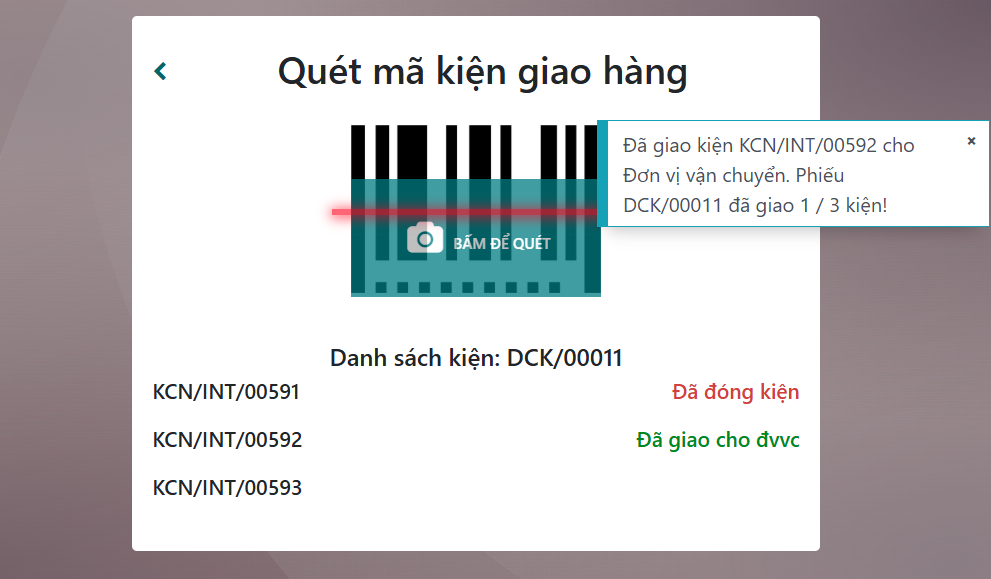 Quét mã kiện giao hàng
Đã giao kiện KCN/INT/00592 cho
Đơn vị vận chuyển. Phiếu
DCK/00011 đã giao 1 / 3 kiện!
×
BẤM ĐỂ QUÉT
Danh sách kiện: DCK/00011
KCN/INT/00591 Đã đóng kiện
KCN/INT/00592 Đã giao cho đvvc
KCN/INT/00593